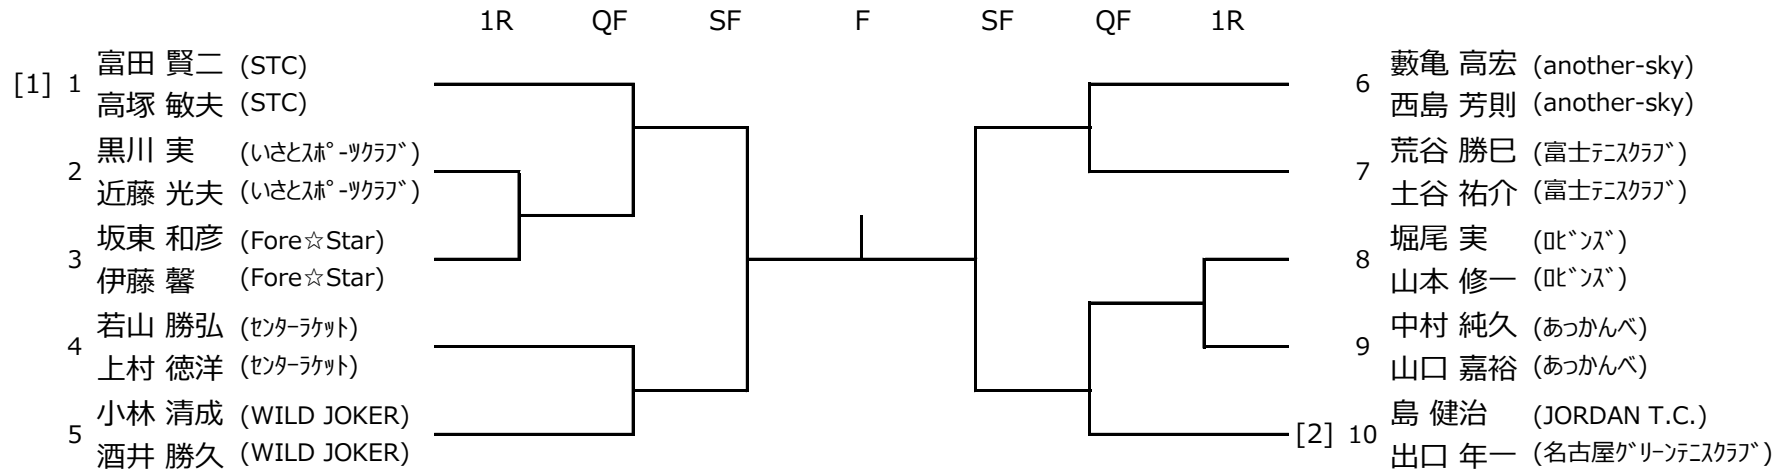 1R QF SF F SF QF 1R
[1] 1 富田 賢二 (STC)
高塚 敏夫 (STC)
2 黒川 実 (いさとｽﾎﾟｰﾂｸﾗﾌﾞ)
近藤 光夫 (いさとｽﾎﾟｰﾂｸﾗﾌﾞ)
3 坂東 和彦 (Fore☆Star)
伊藤 馨 (Fore☆Star)
4 若山 勝弘 (ｾﾝﾀｰﾗｹｯﾄ)
上村 徳洋 (ｾﾝﾀｰﾗｹｯﾄ)
5 小林 清成 (WILD JOKER)
酒井 勝久 (WILD JOKER)
6 藪亀 高宏 (another-sky)
西島 芳則 (another-sky)
7 荒谷 勝巳 (富士ﾃﾆｽｸﾗﾌﾞ)
土谷 祐介 (富士ﾃﾆｽｸﾗﾌﾞ)
8 堀尾 実 (ﾛﾋﾞﾝｽﾞ)
山本 修一 (ﾛﾋﾞﾝｽﾞ)
9 中村 純久 (あっかんべ)
山口 嘉裕 (あっかんべ)
[2] 10 島 健治 (JORDAN T.C.)
出口 年一 (名古屋ｸﾞﾘｰﾝﾃﾆｽｸﾗﾌﾞ)